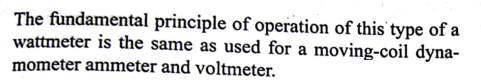 The fundamental principle of operation of this type of a
wattmeter is the same as used for a moving-coil dyna-
mometer ammeter and voltmeter.